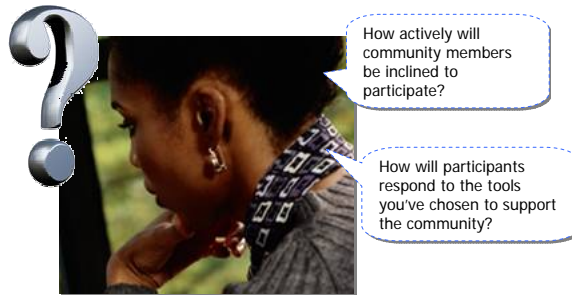 How actively will
community members
be inclined to
participate?
How will participants
respond to the tools
you've chosen to support
the community?